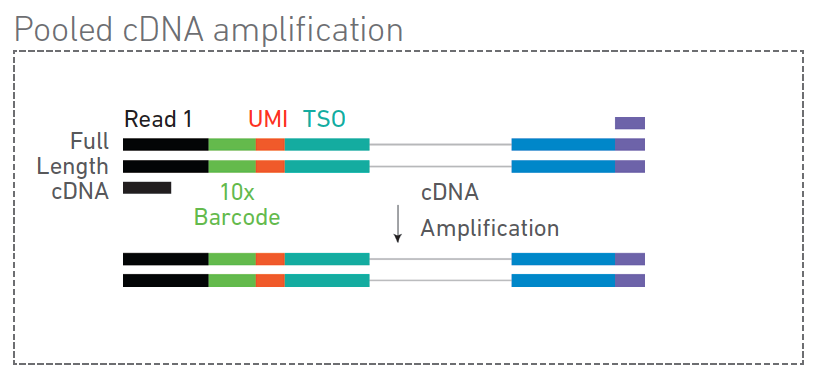 Pooled cDNA amplification
Read 1 UMI TSO
Full
Length
cDNA
10x
Barcode
cDNA
Amplification